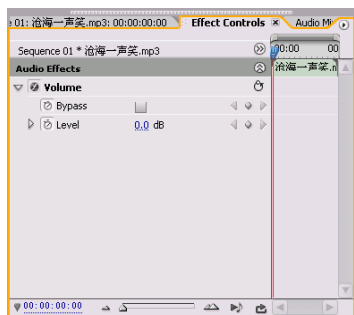 01: 沧海一声笑.mp3: 00:00:00:00 Effect Controls Audio Mi
Sequence 01 * 沧海一声笑.mp3 00:00 00
Audio Effects 沧海一声笑.n
Volume
Bypass
Level 0.0 dB
00:00:00:00